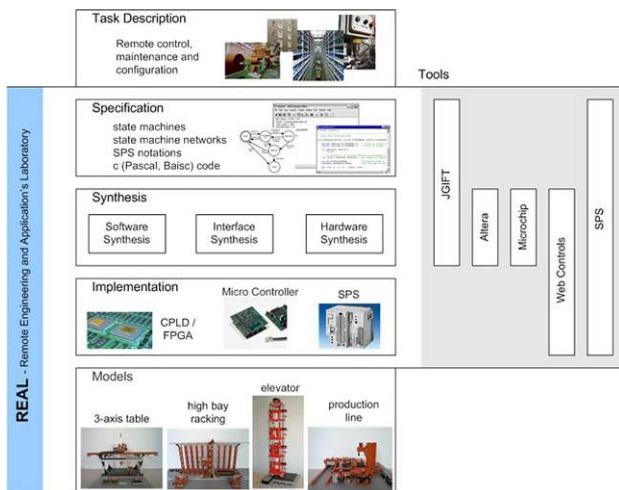 Task Description
Remote control,
maintenance and
configuration
Tools
REAL - Remote Engineering and Application's Laboratory
Specification
state machines
state machine networks
SPS notations
c (Pascal, Baisc) code
Synthesis
Software
Synthesis
Interface
Synthesis
Hardware
Synthesis
Implementation
CPLD /
FPGA
Micro Controller
SPS
Models
3-axis table
high bay
racking
elevator
production
line
JGIFT
Altera
Microchip
Web Controls
SPS